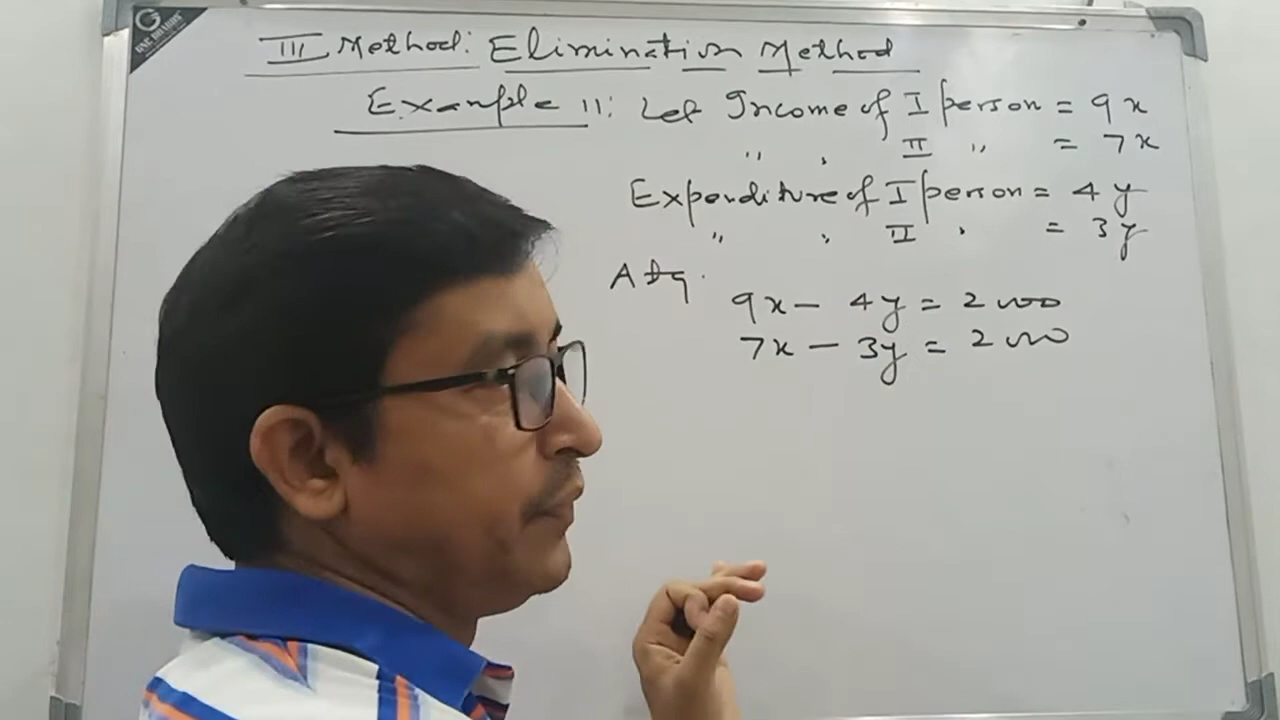 III Method: Elimination Method
Example 11: Let Income of I person = 9x
" , II " = 7x
Expenditure of I person = 4y
" , II , = 3y
Atq.
9x - 4y = 2000
7x - 3y = 2000